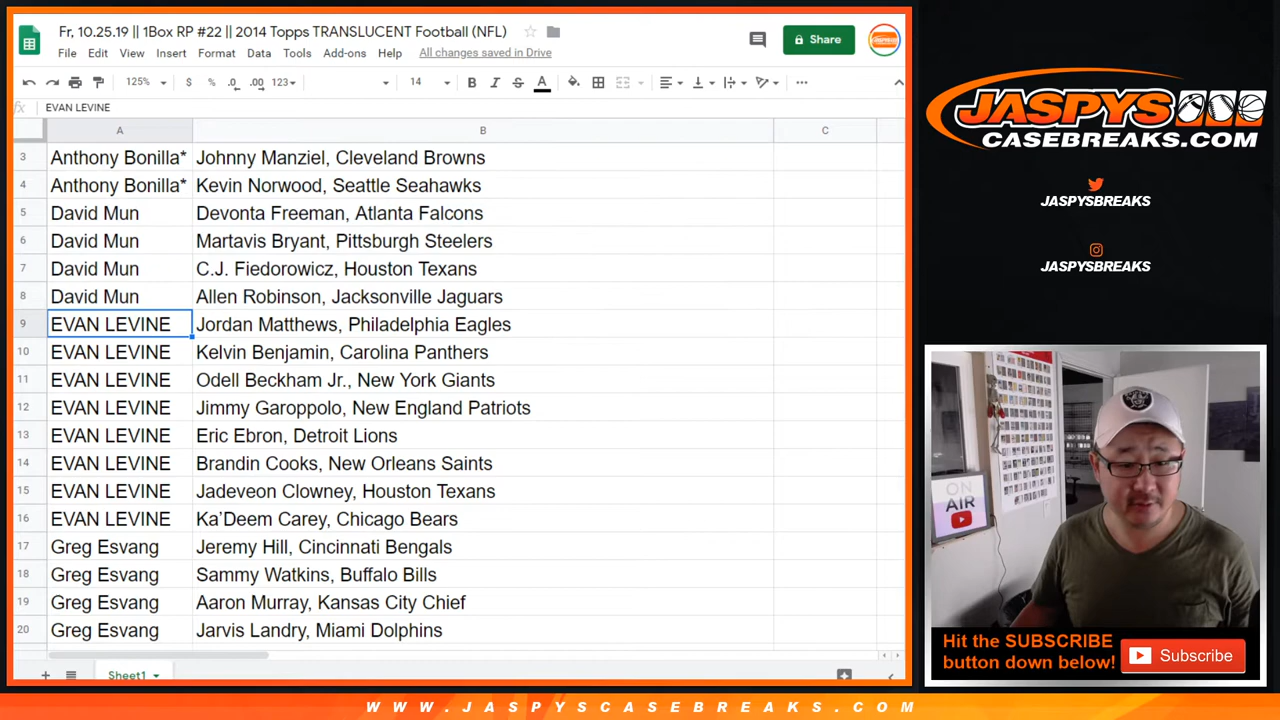 Fr, 10.25.19 || 1Box RP #22 || 2014 Topps TRANSLUCENT Football (NFL)
File Edit View Insert Format Data Tools Add-ons Help All changes saved in Drive
Share
125% $ % .0 .00 123 14 B I S A
fx EVAN LEVINE
A B C
3 Anthony Bonilla* Johnny Manziel, Cleveland Browns
4 Anthony Bonilla* Kevin Norwood, Seattle Seahawks
5 David Mun Devonta Freeman, Atlanta Falcons
6 David Mun Martavis Bryant, Pittsburgh Steelers
7 David Mun C.J. Fiedorowicz, Houston Texans
8 David Mun Allen Robinson, Jacksonville Jaguars
9 EVAN LEVINE Jordan Matthews, Philadelphia Eagles
10 EVAN LEVINE Kelvin Benjamin, Carolina Panthers
11 EVAN LEVINE Odell Beckham Jr., New York Giants
12 EVAN LEVINE Jimmy Garoppolo, New England Patriots
13 EVAN LEVINE Eric Ebron, Detroit Lions
14 EVAN LEVINE Brandin Cooks, New Orleans Saints
15 EVAN LEVINE Jadeveon Clowney, Houston Texans
16 EVAN LEVINE Ka’Deem Carey, Chicago Bears
17 Greg Esvang Jeremy Hill, Cincinnati Bengals
18 Greg Esvang Sammy Watkins, Buffalo Bills
19 Greg Esvang Aaron Murray, Kansas City Chief
20 Greg Esvang Jarvis Landry, Miami Dolphins
Sheet1
JASPYS
CASEBREAKS.COM
JASPYSBREAKS
JASPYSBREAKS
ON
AIR
Hit the SUBSCRIBE
button down below!
Subscribe
WWW.JASPYSCASEBREAKS.COM